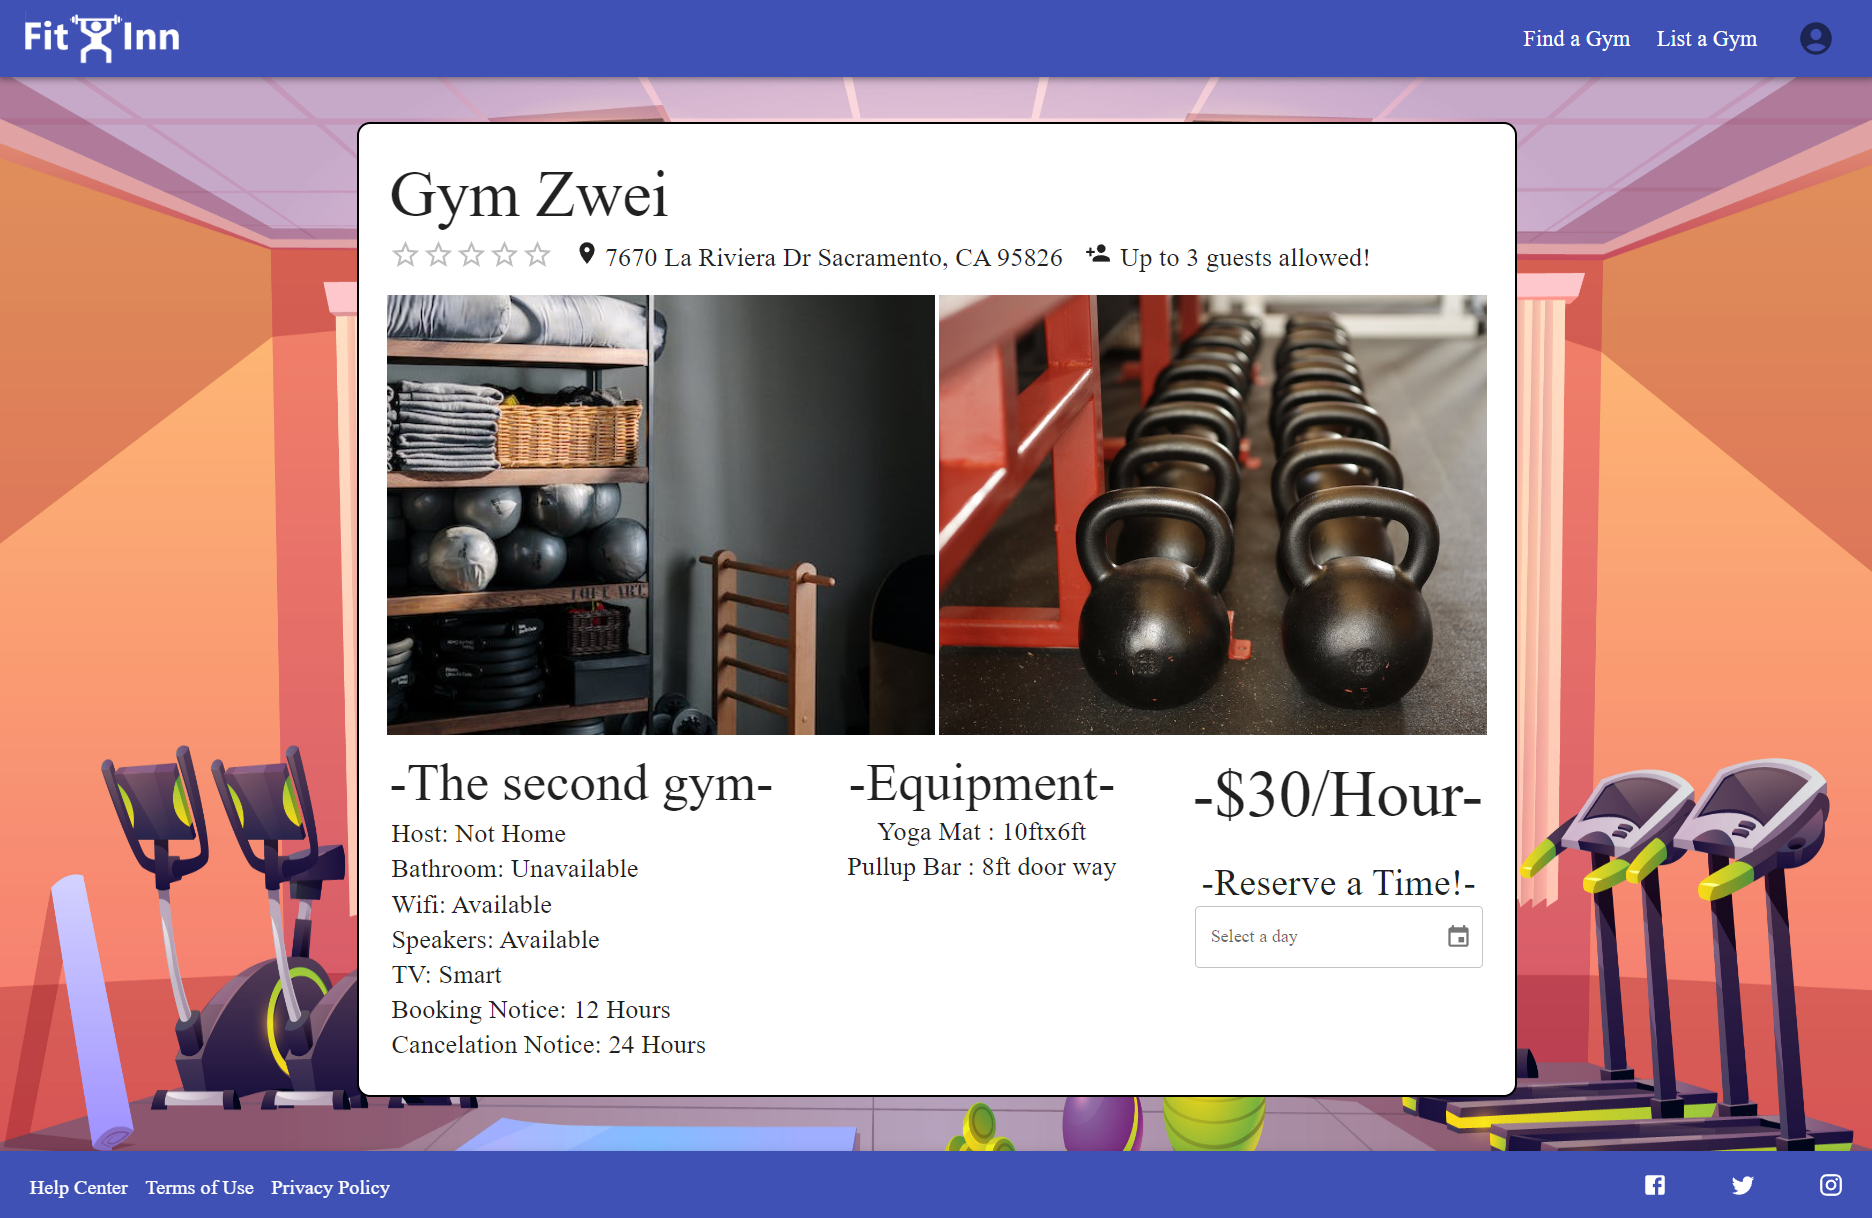 Fit Inn
Find a Gym
List a Gym
Gym Zwei
7670 La Riviera Dr Sacramento, CA 95826
Up to 3 guests allowed!
LOFT ART
-The second gym-
Host: Not Home
Bathroom: Unavailable
Wifi: Available
Speakers: Available
TV: Smart
Booking Notice: 12 Hours
Cancelation Notice: 24 Hours
-Equipment-
Yoga Mat : 10ftx6ft
Pullup Bar : 8ft door way
-$30/Hour-
-Reserve a Time!-
Select a day
Help Center
Terms of Use
Privacy Policy